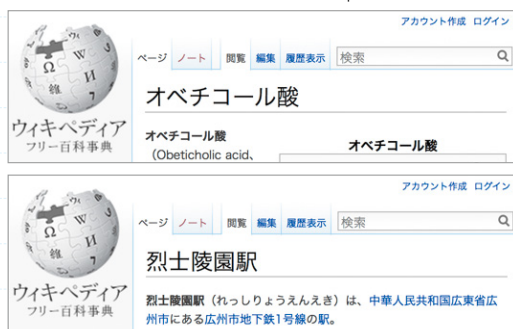 アカウント作成 ログイン
ページ ノート 閲覧 編集 履歴表示 検索
オベチコール酸
ウィキペディア
フリー百科事典
オベチコール酸
（Obeticholic acid、
オベチコール酸
アカウント作成 ログイン
ページ ノート 閲覧 編集 履歴表示 検索
烈士陵園駅
ウィキペディア
フリー百科事典
烈士陵園駅（れっしりょうえんえき）は、中華人民共和国広東省広
州市にある広州市地下鉄1号線の駅。